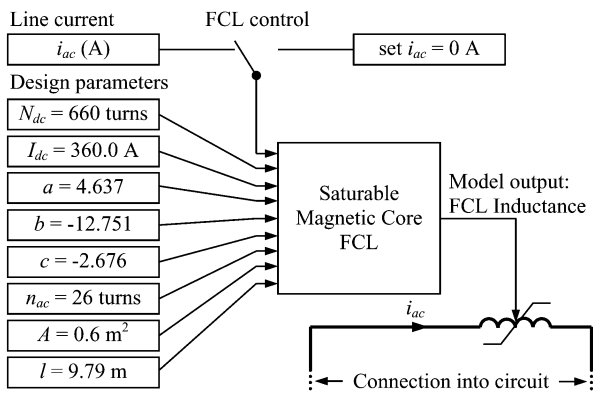 Line current
FCL control
i_ac (A)
set i_ac = 0 A
Design parameters
N_dc = 660 turns
I_dc = 360.0 A
a = 4.637
b = -12.751
c = -2.676
n_ac = 26 turns
A = 0.6 m²
l = 9.79 m
Saturable
Magnetic Core
FCL
Model output:
FCL Inductance
i_ac
Connection into circuit